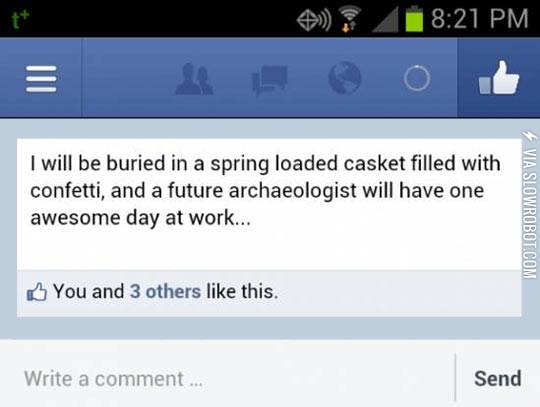 t+ 8:21 PM
I will be buried in a spring loaded casket filled with
confetti, and a future archaeologist will have one
awesome day at work...
You and 3 others like this.
Write a comment ...
Send
VIA SLOWROBOT.COM